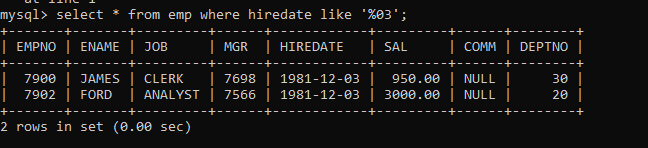 at line 1
mysql> select * from emp where hiredate like '%03';
+-------+-------+---------+------+------------+---------+------+--------+
| EMPNO | ENAME | JOB     | MGR  | HIREDATE   | SAL     | COMM | DEPTNO |
+-------+-------+---------+------+------------+---------+------+--------+
|  7900 | JAMES | CLERK   | 7698 | 1981-12-03 |  950.00 | NULL |     30 |
|  7902 | FORD  | ANALYST | 7566 | 1981-12-03 | 3000.00 | NULL |     20 |
+-------+-------+---------+------+------------+---------+------+--------+
2 rows in set (0.00 sec)